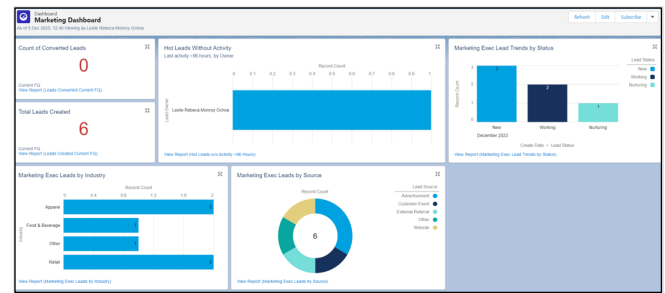 Dashboard
Marketing Dashboard
As of 5 Dec 2023, 12:40 Viewing as Leslie Rebeca Monroy Ochoa
Refresh
Edit
Subscribe
Count of Converted Leads
0
Current FQ
View Report (Leads Converted Current FQ)
Total Leads Created
6
Current FQ
View Report (Leads Created Current FQ)
Hot Leads Without Activity
Last activity >96 hours, by Owner
Record Count
0 0.1 0.2 0.3 0.4 0.5 0.6 0.7 0.8 0.9 1
Lead Owner
Leslie Rebeca Monroy Ochoa
View Report (Hot Leads w/o Activity >96 Hours)
Marketing Exec Lead Trends by Status
Lead Status
New
Working
Nurturing
Record Count
3
2
1
0
3
2
1
New
Working
Nurturing
December 2023
Create Date > Lead Status
View Report (Marketing Exec Lead Trends by Status)
Marketing Exec Leads by Industry
Record Count
0 0.4 0.8 1.2 1.6 2
Industry
Apparel
2
Food & Beverage
1
Other
1
Retail
2
View Report (Marketing Exec Leads by Industry)
Marketing Exec Leads by Source
Record Count
6
Lead Source
Advertisement
Customer Event
External Referral
Other
Website
View Report (Marketing Exec Leads by Source)